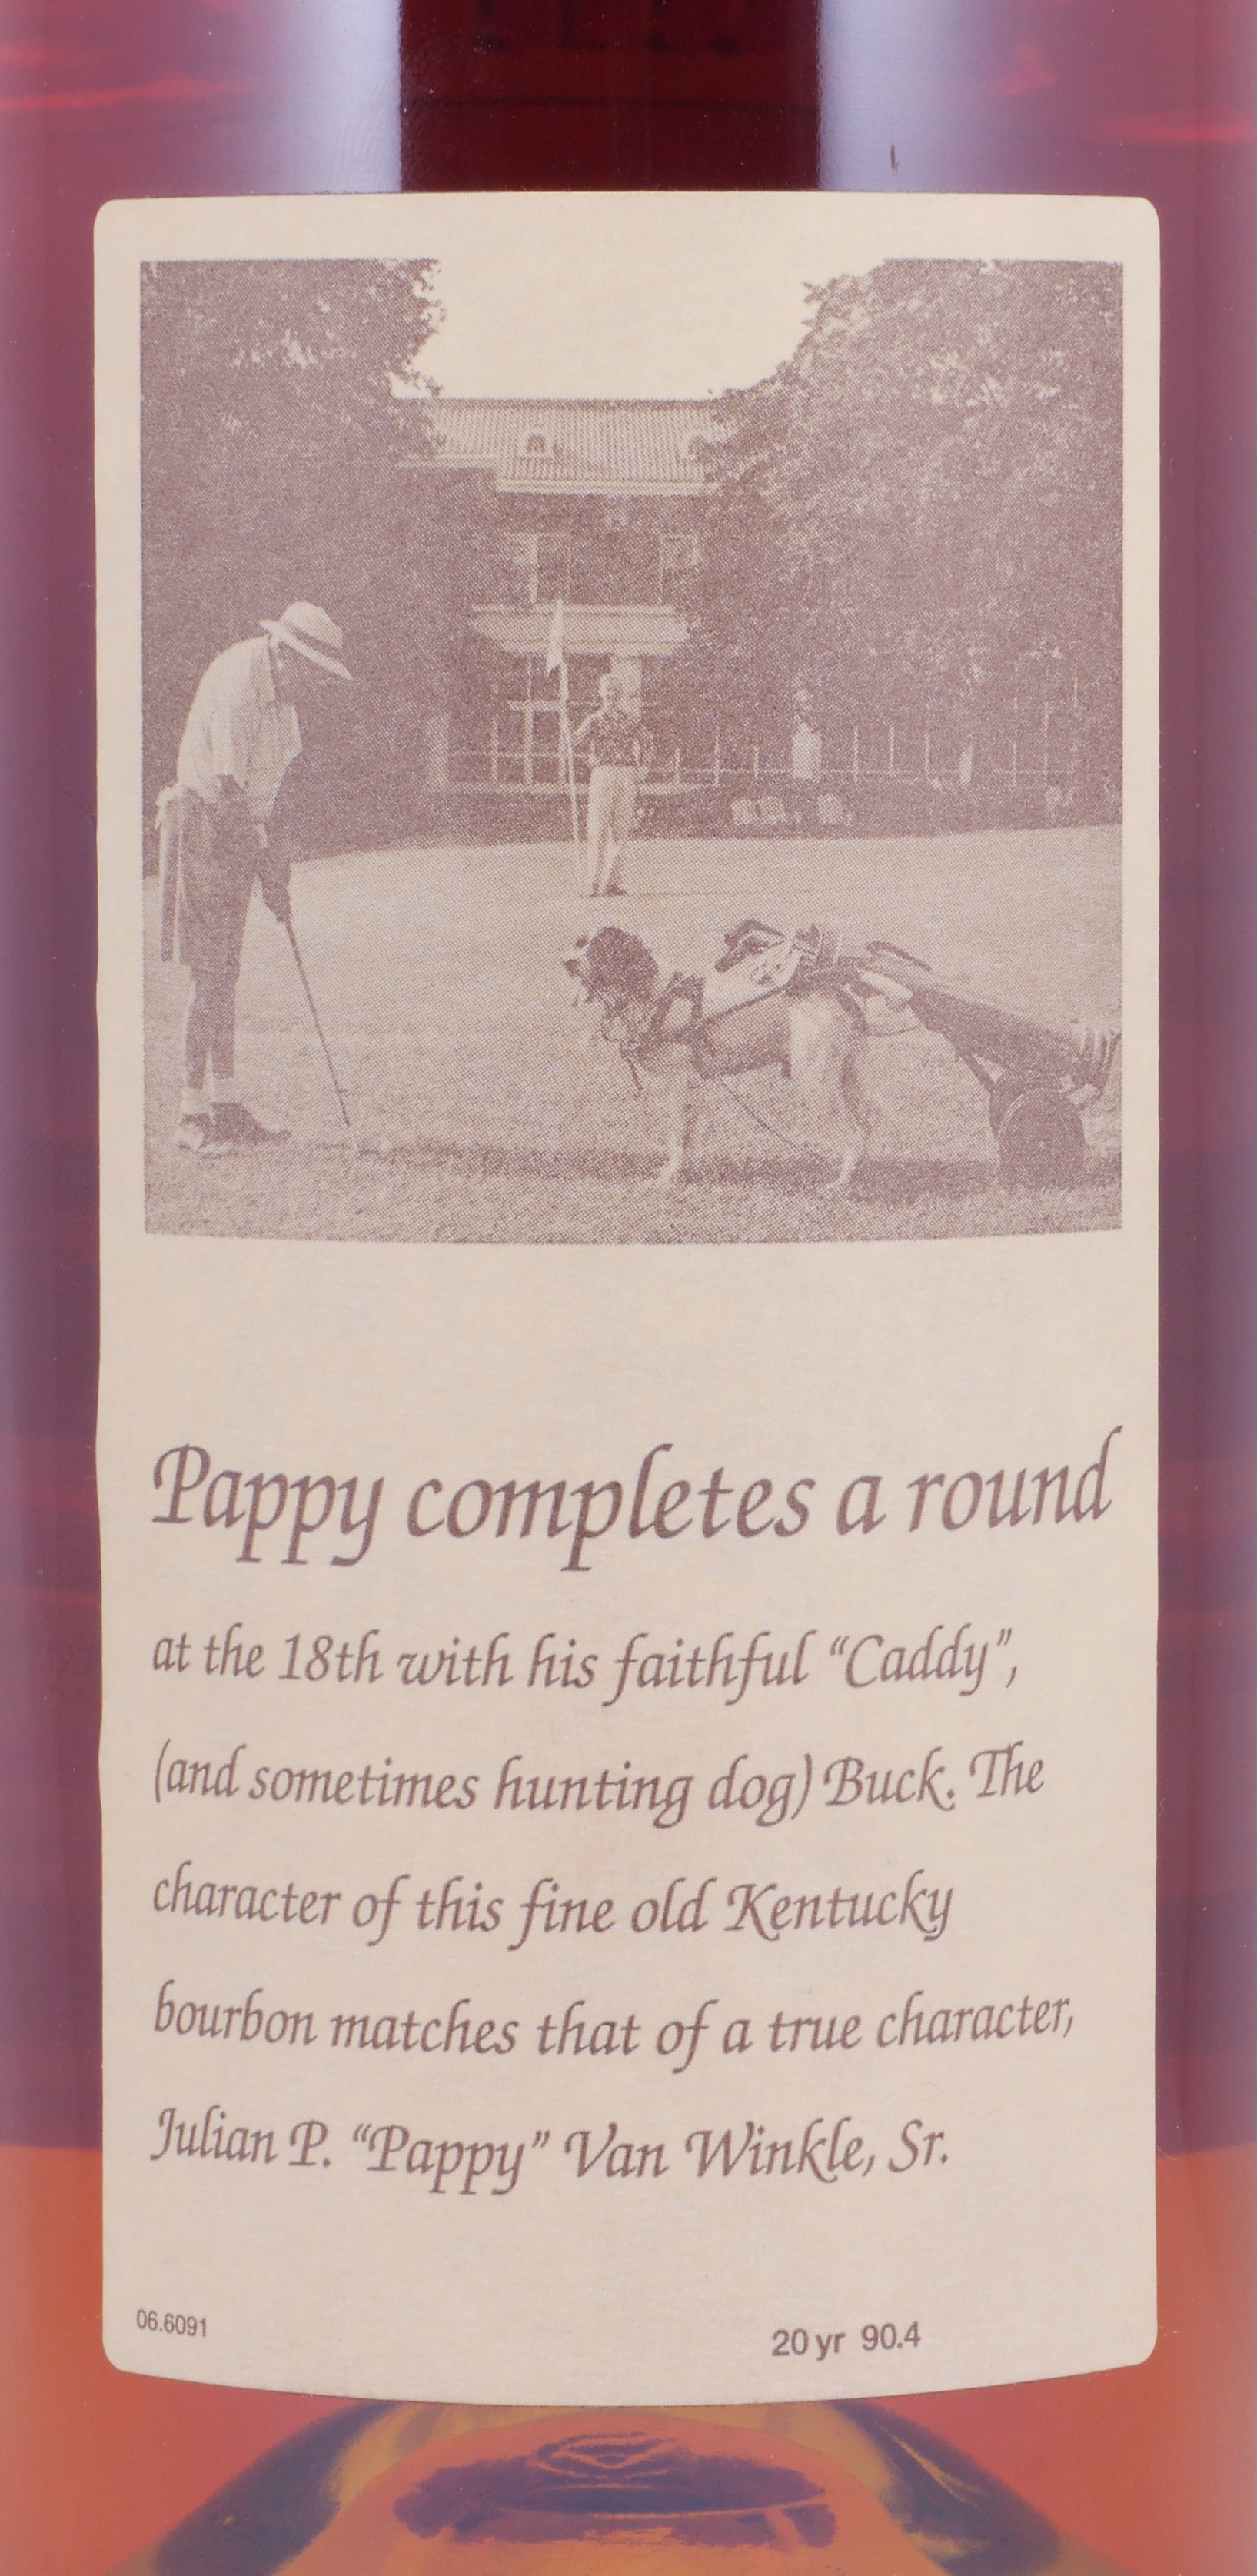 Pappy completes a round
at the 18th with his faithful “Caddy”,
(and sometimes hunting dog) Buck. The
character of this fine old Kentucky
bourbon matches that of a true character,
Julian P. “Pappy” Van Winkle, Sr.
06.6091
20 yr 90.4